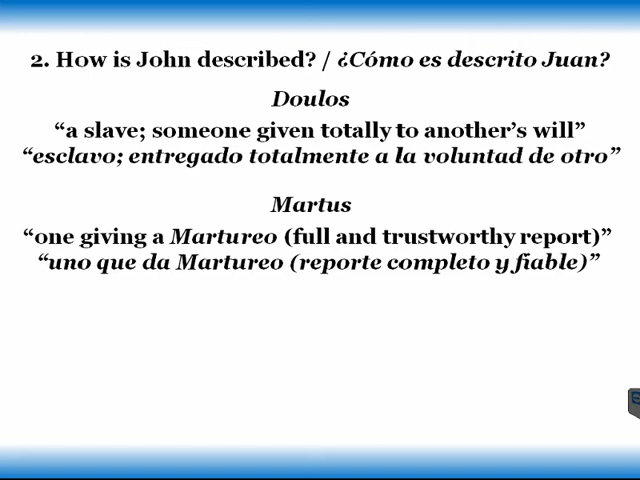 2. How is John described? / ¿Cómo es descrito Juan?
Doulos
“a slave; someone given totally to another’s will”
“esclavo; entregado totalmente a la voluntad de otro”
Martus
“one giving a Martureo (full and trustworthy report)”
“uno que da Martureo (reporte completo y fiable)”